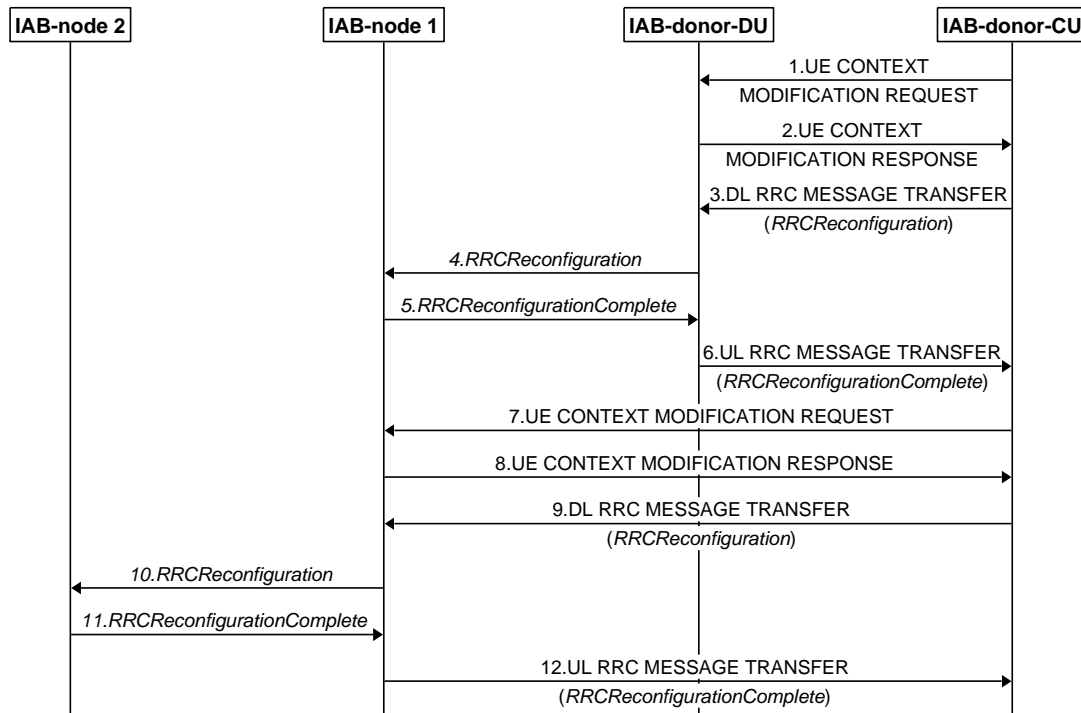 IAB-node 2 IAB-node 1 IAB-donor-DU IAB-donor-CU
1.UE CONTEXT
MODIFICATION REQUEST
2.UE CONTEXT
MODIFICATION RESPONSE
3.DL RRC MESSAGE TRANSFER
(RRCReconfiguration)
4.RRCReconfiguration
5.RRCReconfigurationComplete
6.UL RRC MESSAGE TRANSFER
(RRCReconfigurationComplete)
7.UE CONTEXT MODIFICATION REQUEST
8.UE CONTEXT MODIFICATION RESPONSE
9.DL RRC MESSAGE TRANSFER
(RRCReconfiguration)
10.RRCReconfiguration
11.RRCReconfigurationComplete
12.UL RRC MESSAGE TRANSFER
(RRCReconfigurationComplete)